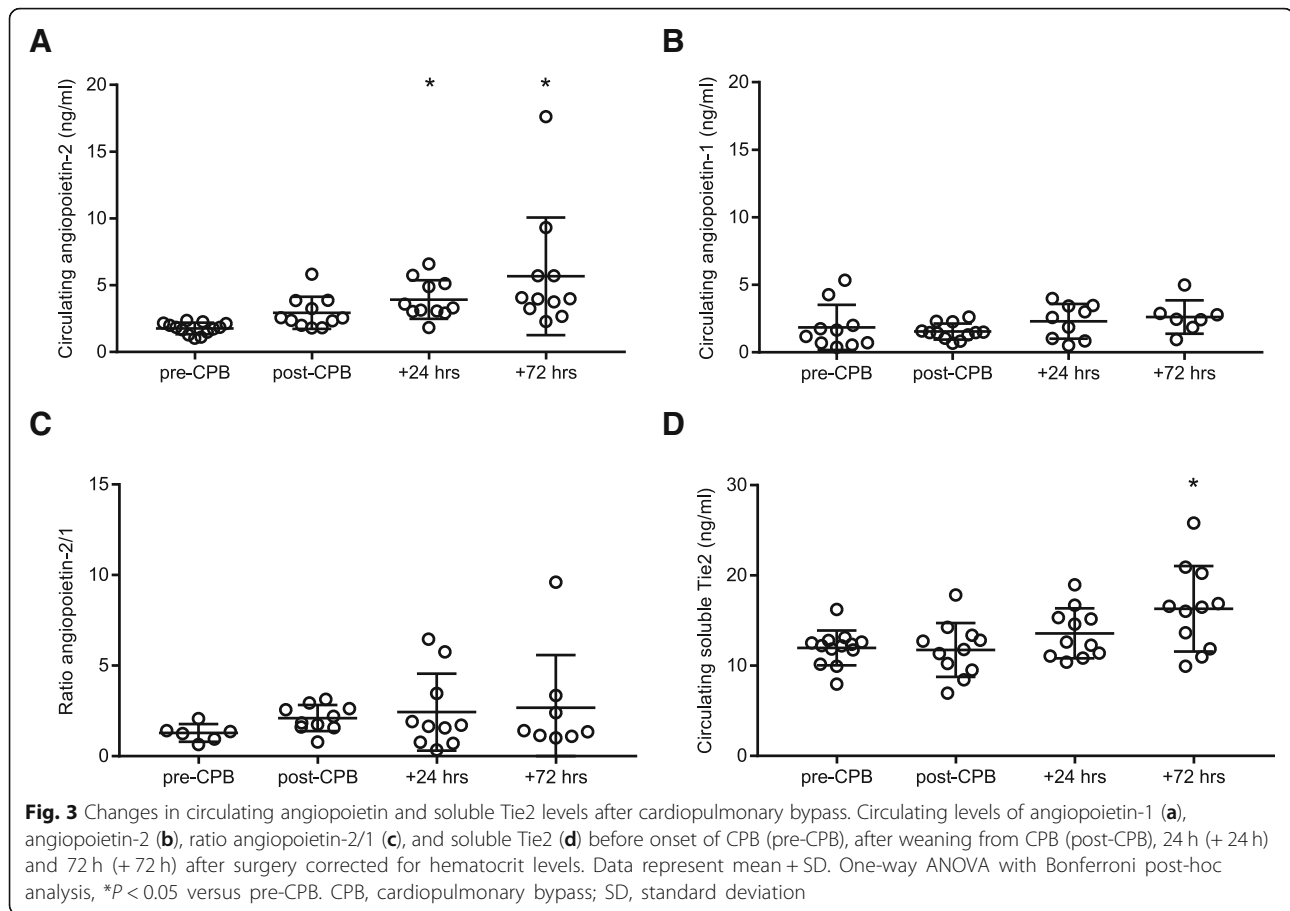 A
B
Circulating angiopoietin-2 (ng/ml)
20
15
10
5
0
* *
pre-CPB post-CPB +24 hrs +72 hrs
Circulating angiopoietin-1 (ng/ml)
20
15
10
5
0
pre-CPB post-CPB +24 hrs +72 hrs
C
D
Ratio angiopoietin-2/1
15
10
5
0
pre-CPB post-CPB +24 hrs +72 hrs
Circulating soluble Tie2 (ng/ml)
30
20
10
0
*
pre-CPB post-CPB +24 hrs +72 hrs
Fig. 3 Changes in circulating angiopoietin and soluble Tie2 levels after cardiopulmonary bypass. Circulating levels of angiopoietin-1 (a),
angiopoietin-2 (b), ratio angiopoietin-2/1 (c), and soluble Tie2 (d) before onset of CPB (pre-CPB), after weaning from CPB (post-CPB), 24 h (+ 24 h)
and 72 h (+ 72 h) after surgery corrected for hematocrit levels. Data represent mean + SD. One-way ANOVA with Bonferroni post-hoc
analysis, *P < 0.05 versus pre-CPB. CPB, cardiopulmonary bypass; SD, standard deviation